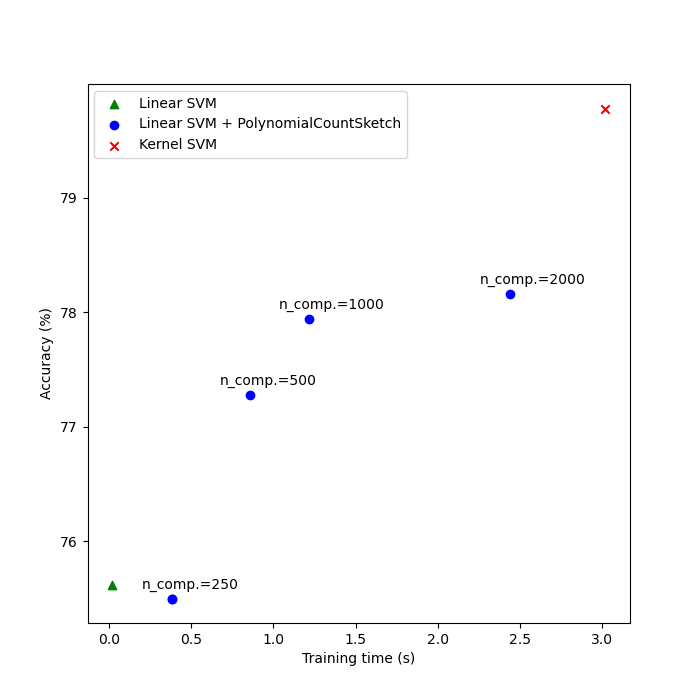 Linear SVM
Linear SVM + PolynomialCountSketch
Kernel SVM
79
n_comp.=2000
78
n_comp.=1000
n_comp.=500
77
76
n_comp.=250
Accuracy (%)
0.0 0.5 1.0 1.5 2.0 2.5 3.0
Training time (s)